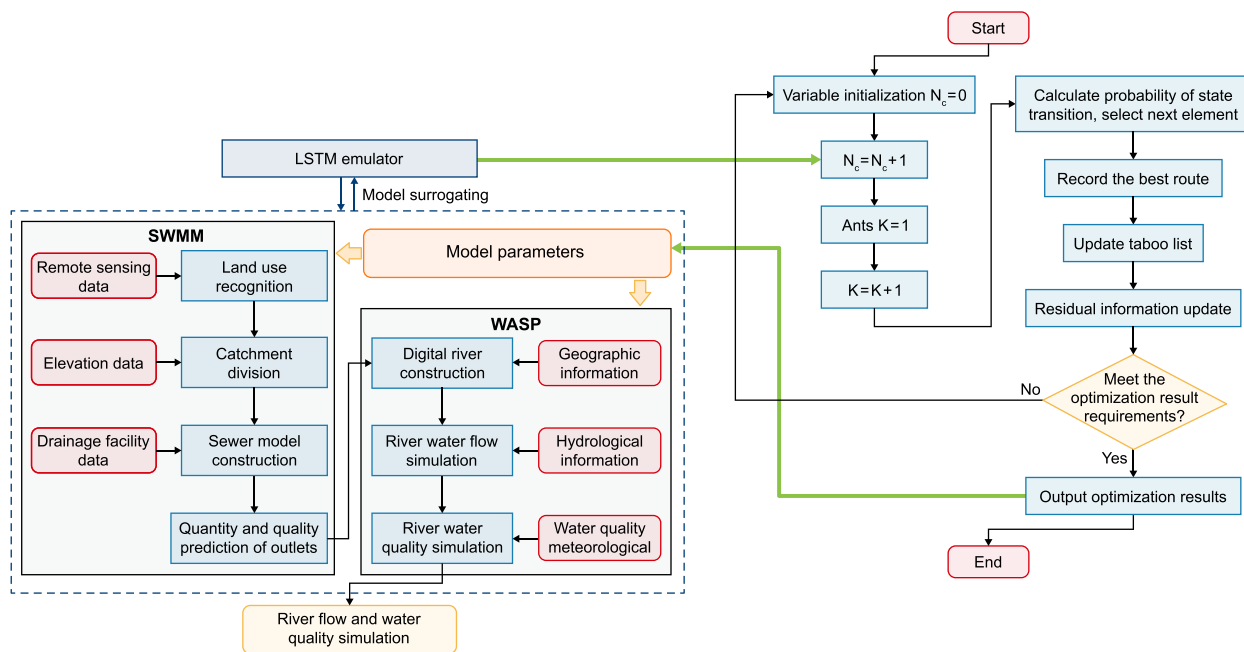 Start
Variable initialization N_c=0
N_c=N_c+1
Ants K=1
K=K+1
Calculate probability of state
transition, select next element
Record the best route
Update taboo list
Residual information update
Meet the
optimization result
requirements?
No
Yes
Output optimization results
End
LSTM emulator
Model surrogating
Model parameters
SWMM
Remote sensing
data
Land use
recognition
Elevation data
Catchment
division
Drainage facility
data
Sewer model
construction
Quantity and quality
prediction of outlets
WASP
Digital river
construction
Geographic
information
River water flow
simulation
Hydrological
information
River water
quality simulation
Water quality
meteorological
River flow and water
quality simulation